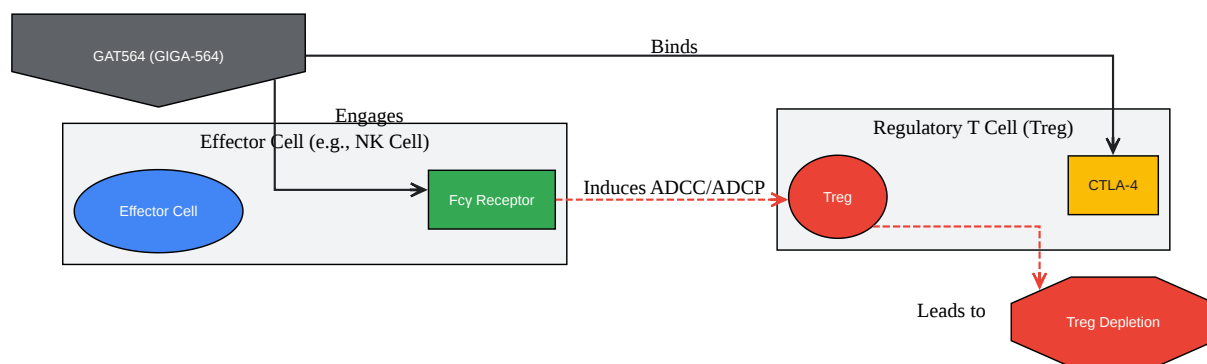 GAT564 (GIGA-564)
Binds
Engages
Effector Cell (e.g., NK Cell)
Regulatory T Cell (Treg)
Effector Cell
Fcγ Receptor
Induces ADCC/ADCP
Treg
CTLA-4
Leads to
Treg Depletion